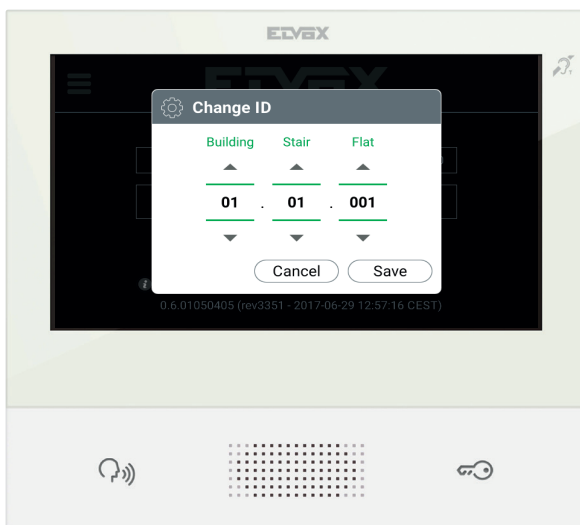 ELVOX
ELVOX
Change ID
Building Stair Flat
01 . 01 . 001
Cancel Save
0.6.01050405 (rev3351 - 2017-06-29 12:57:16 CEST)